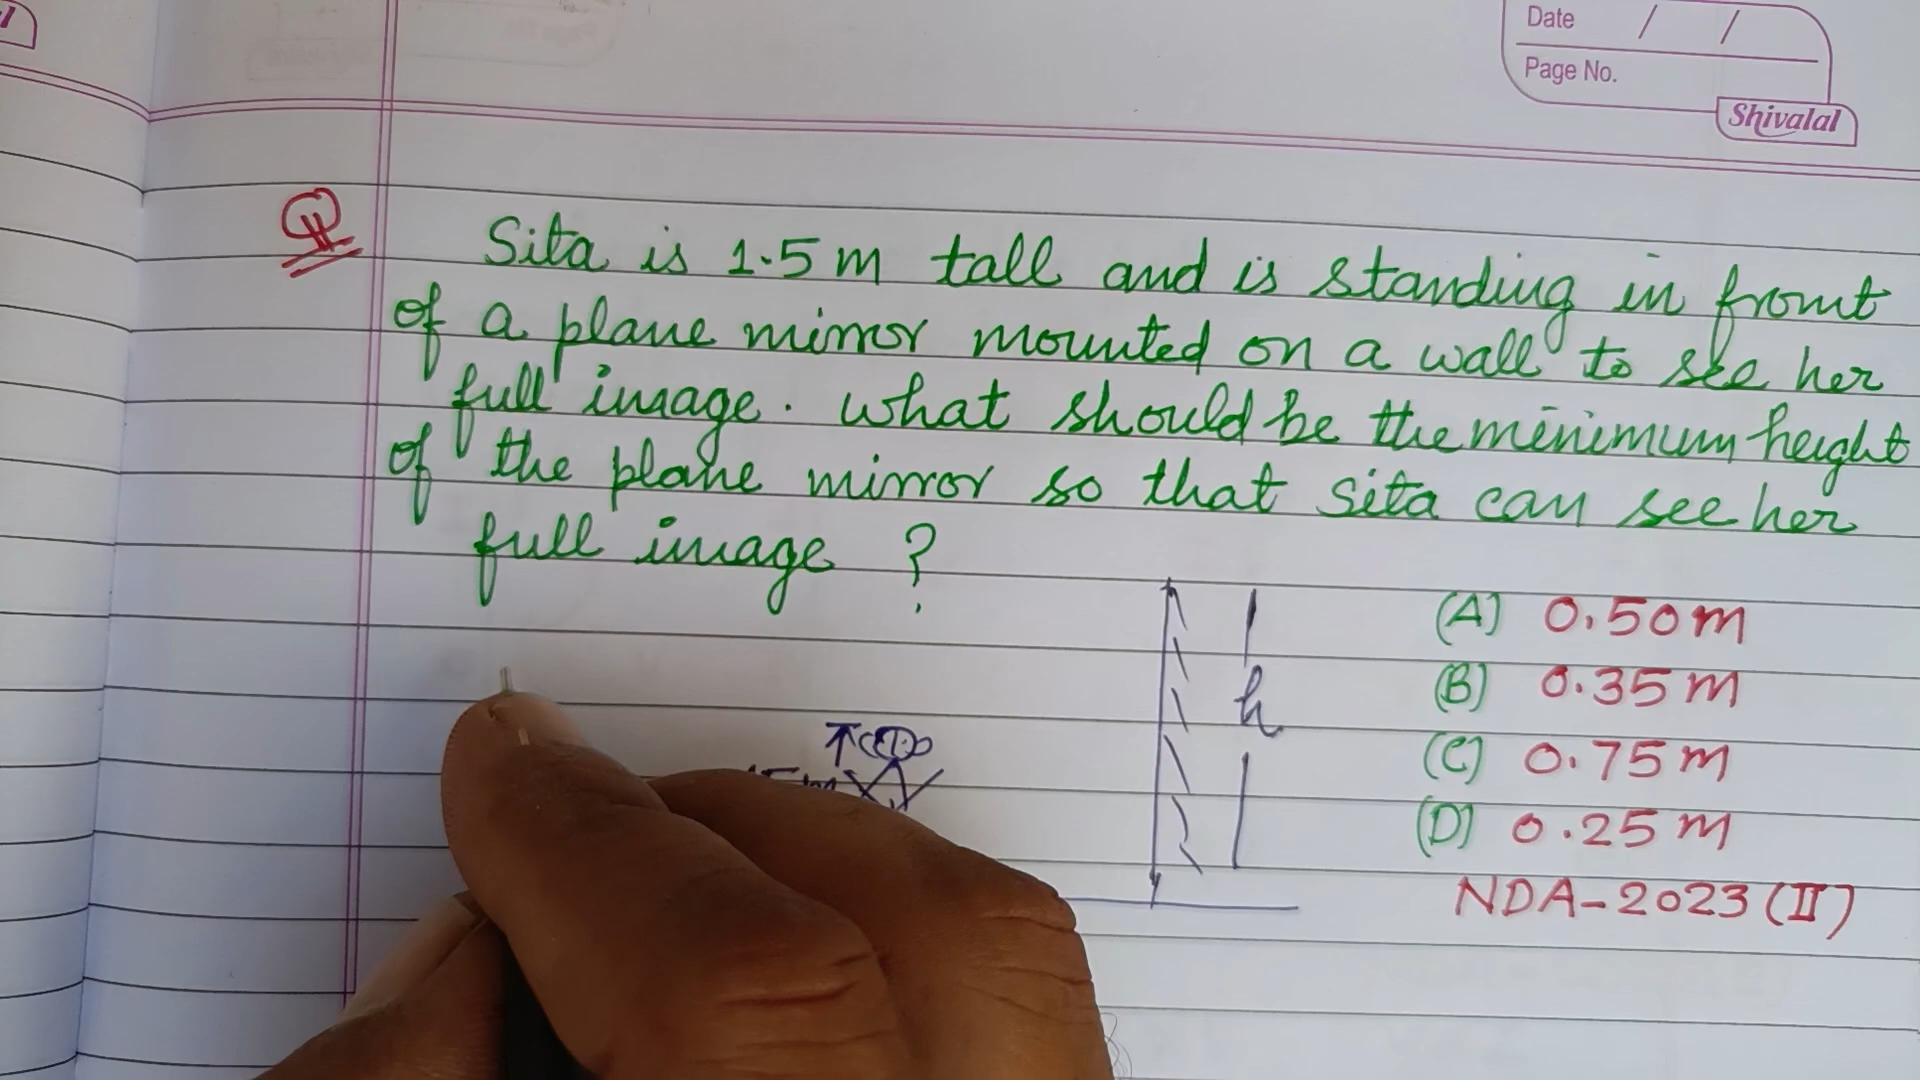 Date / /
Page No.
Shivalal
Q Sita is 1.5 m tall and is standing in front
of a plane mirror mounted on a wall to see her
full image. What should be the minimum height
of the plane mirror so that Sita can see her
full image ?
h
(A) 0.50 m
(B) 0.35 m
(C) 0.75 m
(D) 0.25 m
NDA-2023 (II)